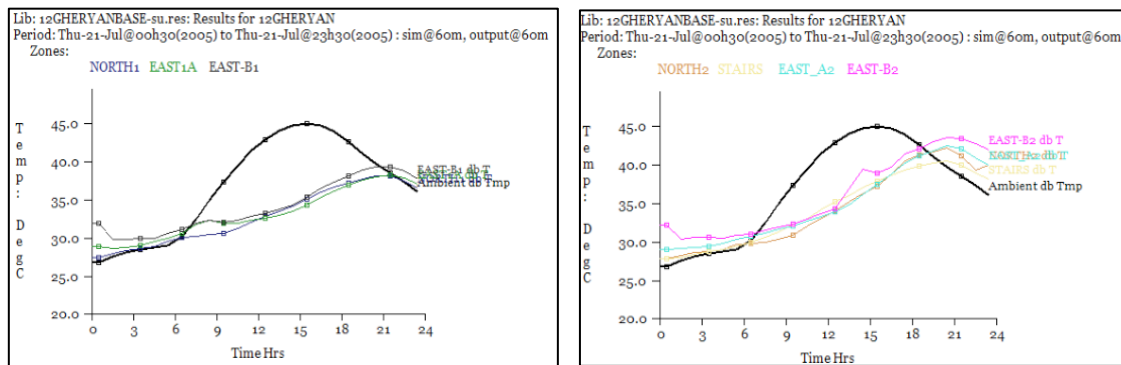 Lib: 12GHERYANBASE-su.res: Results for 12GHERYAN
Period: Thu-21-Jul@00h30(2005) to Thu-21-Jul@23h30(2005) : sim@60m, output@60m
Zones:
NORTH1 EAST1A EAST-B1
Temp: DegC
45.0
40.0
35.0
30.0
25.0
20.0
EAST-B1 db T
Ambient db Tmp
0 3 6 9 12 15 18 21 24
Time Hrs
Lib: 12GHERYANBASE-su.res: Results for 12GHERYAN
Period: Thu-21-Jul@00h30(2005) to Thu-21-Jul@23h30(2005) : sim@60m, output@60m
Zones:
NORTH2 STAIRS EAST_A2 EAST-B2
Temp: DegC
45.0
40.0
35.0
30.0
25.0
20.0
EAST-B2 db T
STAIRS db T
Ambient db Tmp
0 3 6 9 12 15 18 21 24
Time Hrs